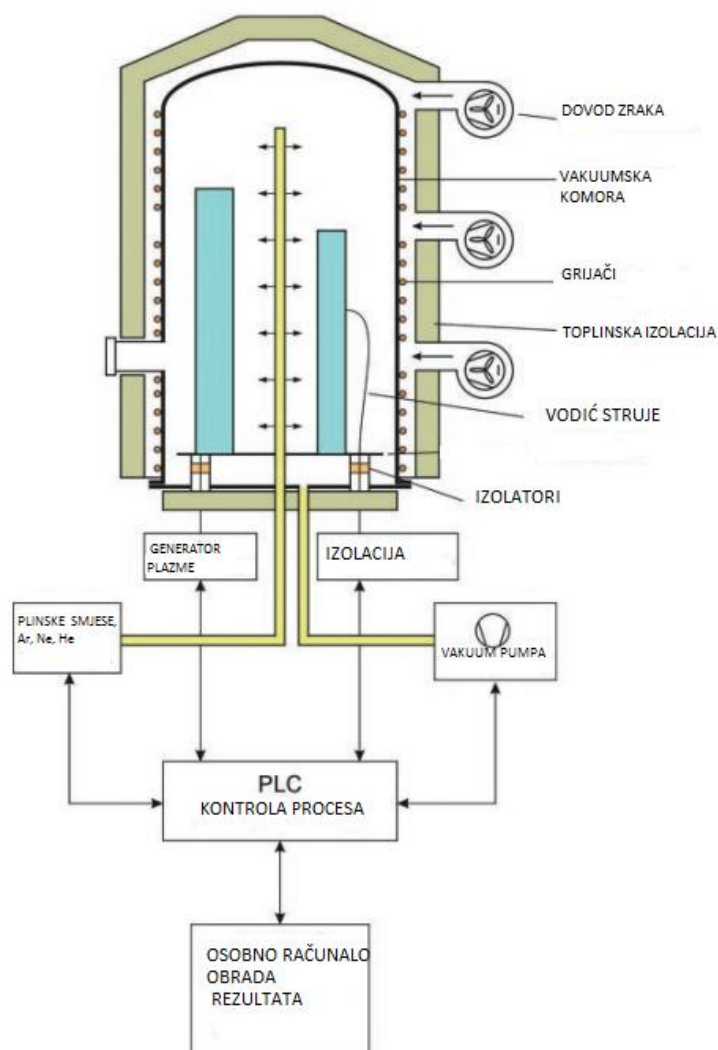 DOVOD ZRAKA
VAKUUMSKA
KOMORA
GRIJAČI
TOPLINSKA IZOLACIJA
VODIĆ STRUJE
IZOLATORI
GENERATOR
PLAZME
IZOLACIJA
PLINSKE SMJESE,
Ar, Ne, He
VAKUUM PUMPA
PLC
KONTROLA PROCESA
OSOBNO RAČUNALO
OBRADA
REZULTATA